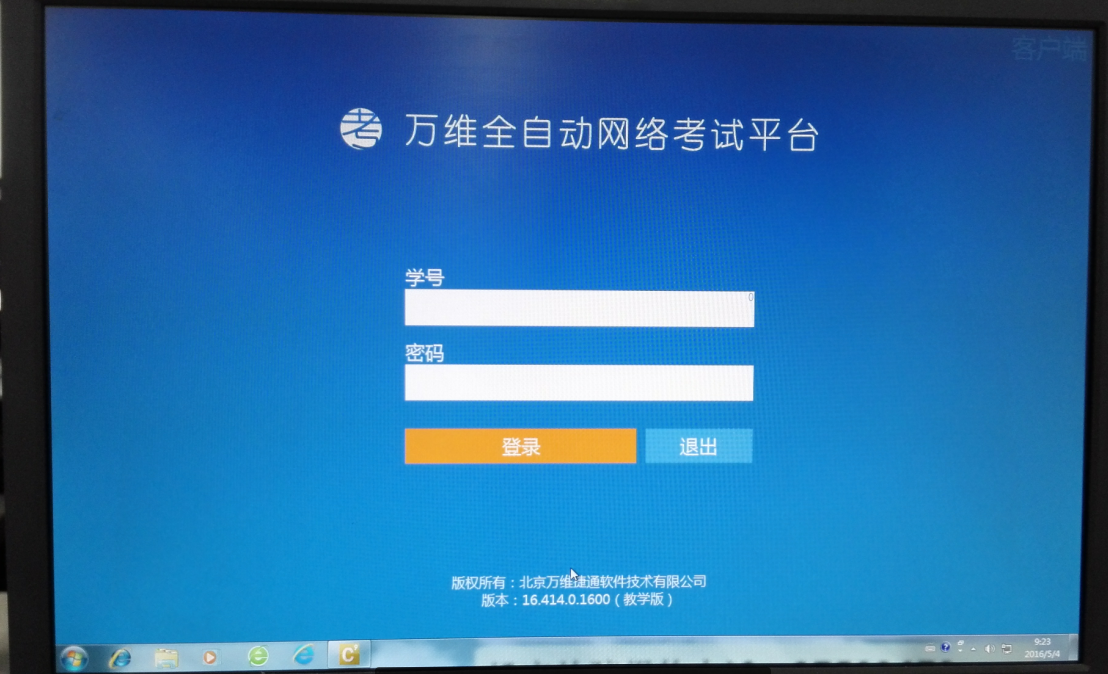 客户端
万维全自动网络考试平台
学号
0
密码
登录 退出
版权所有：北京万维捷通软件技术有限公司
版本：16.414.0.1600（教学版）
9:23
2016/5/4